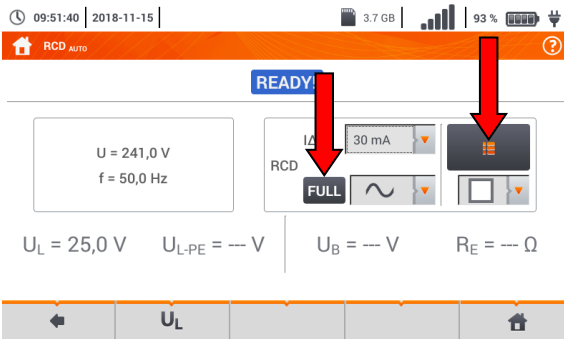 09:51:40 2018-11-15 3.7 GB 93 %
RCD AUTO
READY!
U = 241,0 V
f = 50,0 Hz
30 mA
RCD
FULL
UL = 25,0 V UL-PE = --- V UB = --- V RE = --- Ω
UL